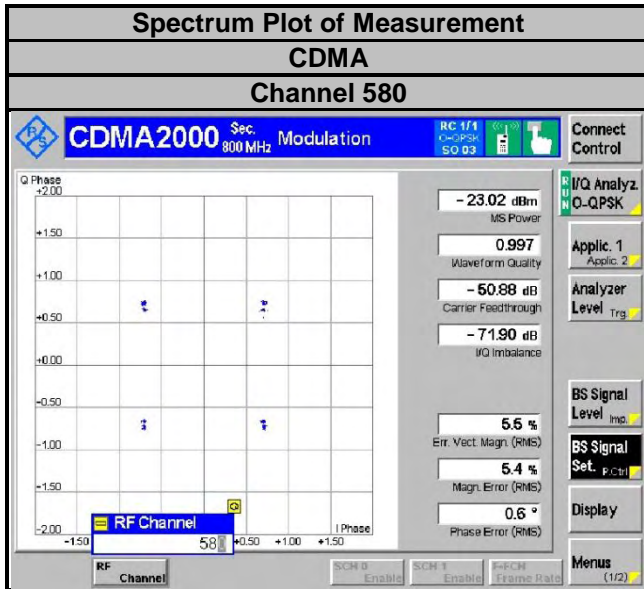 Spectrum Plot of Measurement
CDMA
Channel 580
R S CDMA2000 Sec. 800 MHz Modulation RC 1/1 O-QPSK SO 03
Connect Control
Q Phase
+2.00
+1.50
+1.00
+0.50
+0.00
-0.50
-1.00
-1.50
-2.00
-1.50 +0.50 +1.00 +1.50
I Phase
- 23.02 dBm
MS Power
0.997
Waveform Quality
- 50.88 dB
Carrier Feedthrough
- 71.90 dB
I/Q Imbalance
5.5 %
Err. Vect. Magn. (RMS)
5.4 %
Magn. Error (RMS)
0.6 °
Phase Error (RMS)
RUN
I/Q Analyz. O-QPSK
Applic. 1
Applic. 2
Analyzer Level Trg.
BS Signal Level Imp.
BS Signal Set. P.Ctrl
Display
Menus (1/2)
RF Channel
58
RF Channel
SCH 0 Enable
SCH 1 Enable
F-FCH Frame Rate